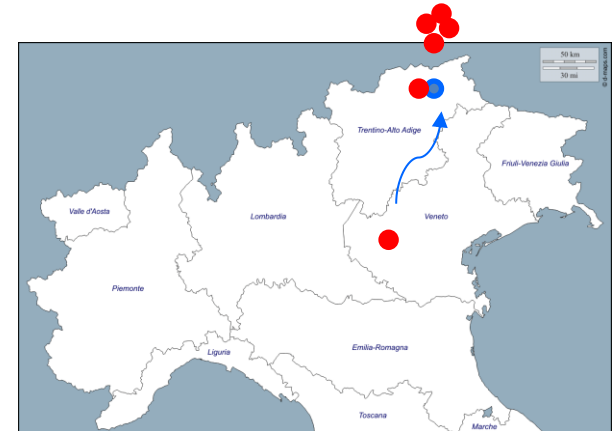 50 km
30 mi
© d-maps.com
Trentino-Alto Adige
Friuli-Venezia Giulia
Valle d'Aosta
Lombardia
Veneto
Piemonte
Emilia-Romagna
Liguria
Toscana
Marche